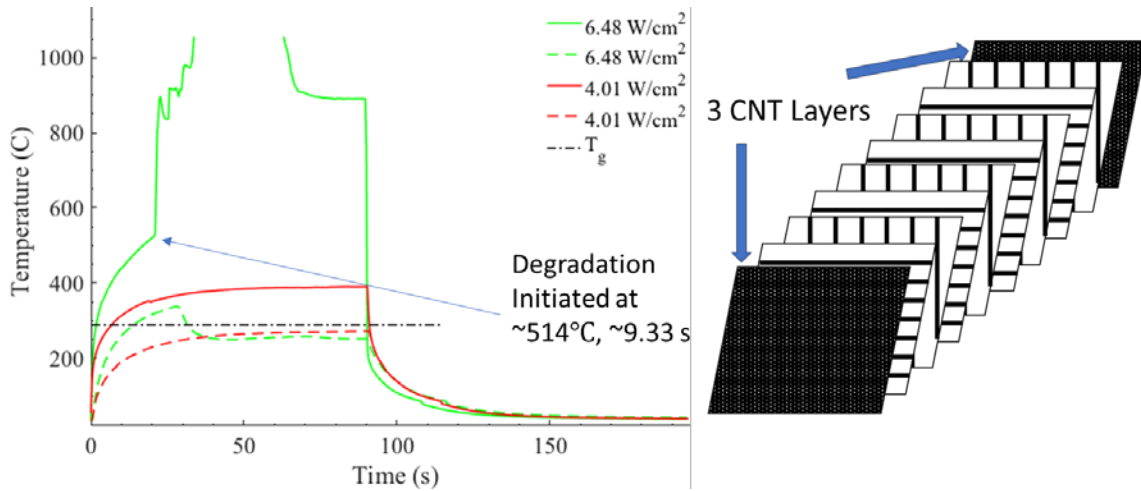 1000
800
600
400
200
Temperature (C)
0
50
100
150
Time (s)
6.48 W/cm²
6.48 W/cm²
4.01 W/cm²
4.01 W/cm²
T_g
Degradation
Initiated at
~514°C, ~9.33 s
3 CNT Layers